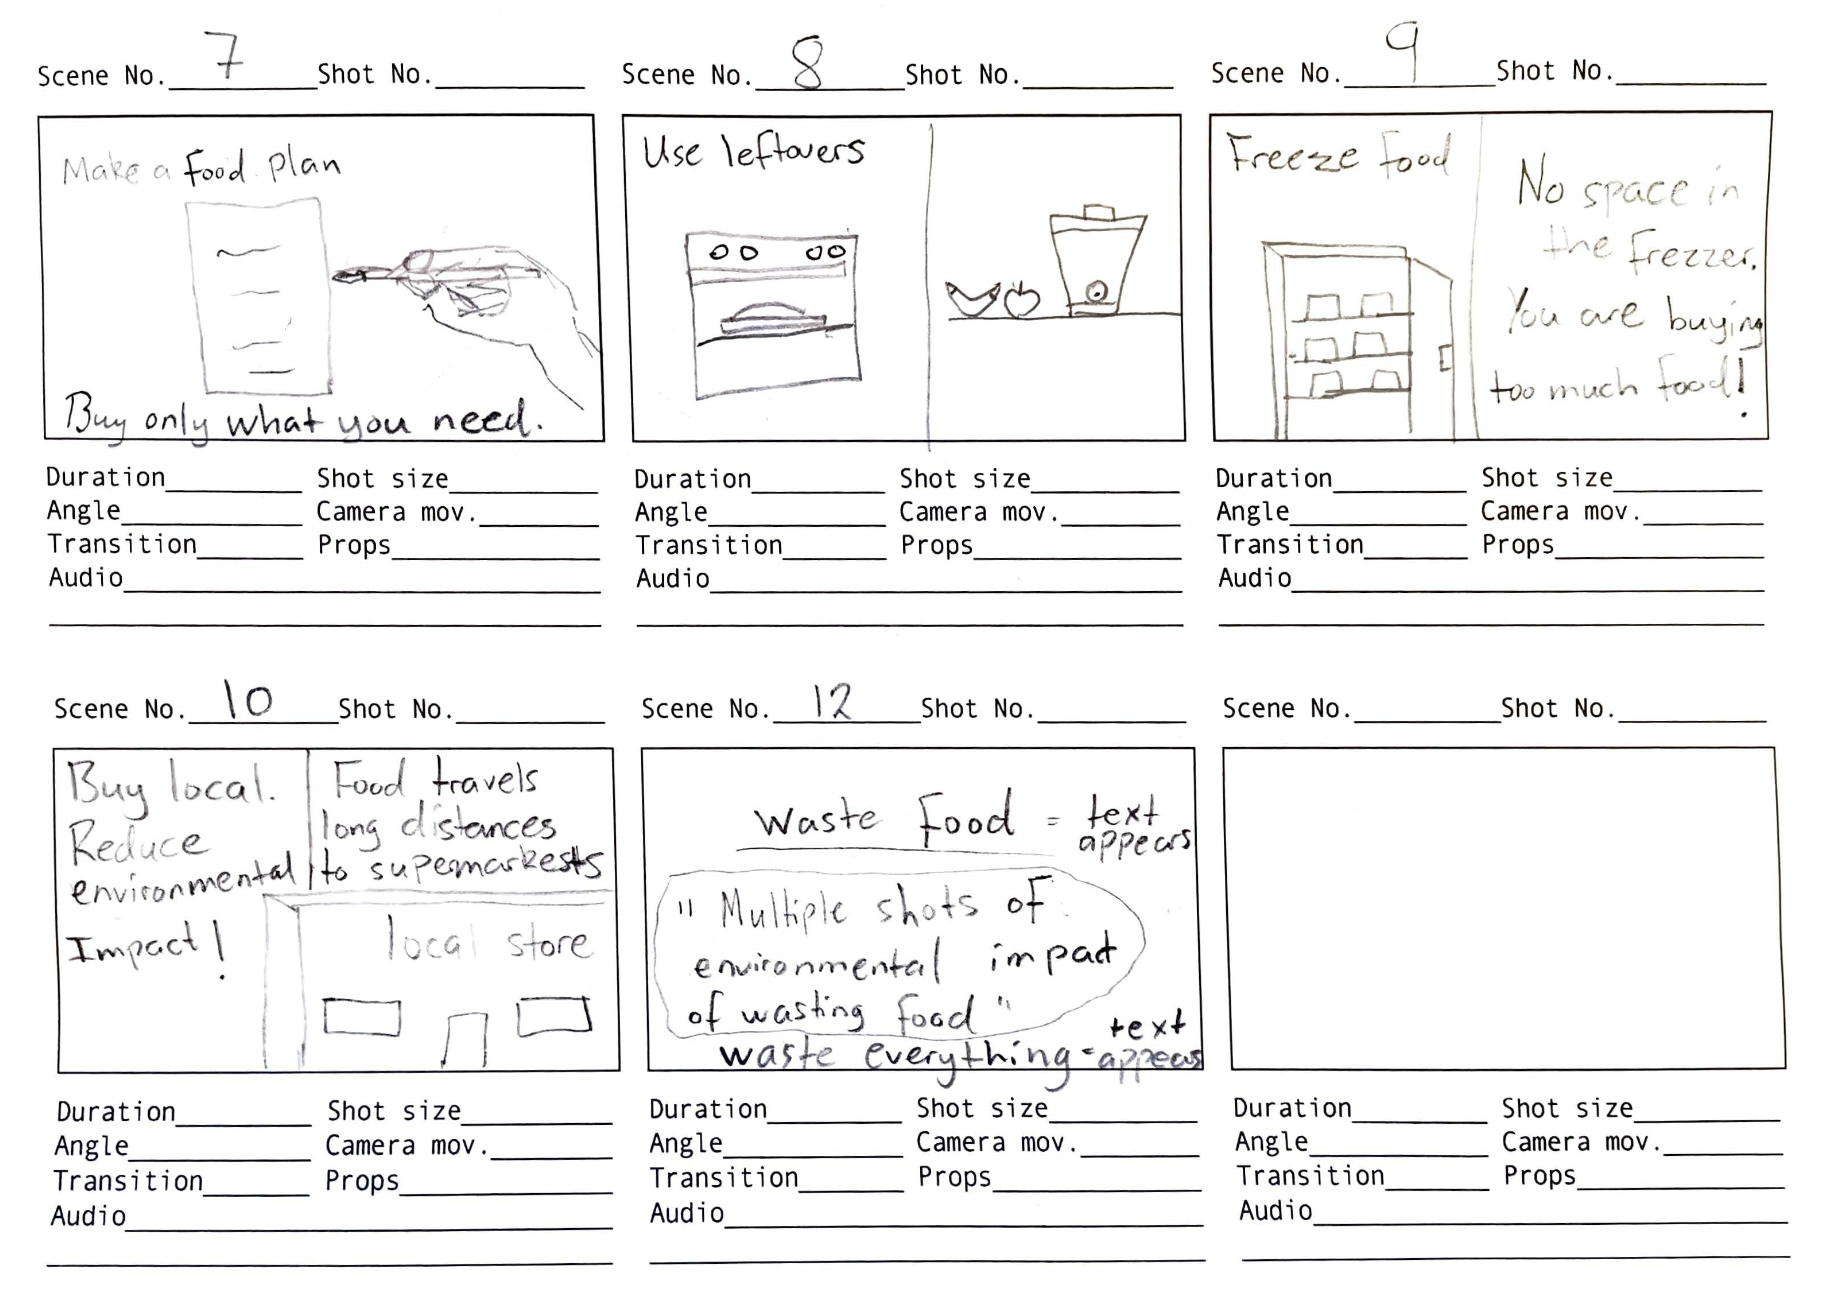 Scene No. 7 Shot No.
Make a food plan
Buy only what you need.
Duration Shot size
Angle Camera mov.
Transition Props
Audio
Scene No. 8 Shot No.
Use leftovers
Duration Shot size
Angle Camera mov.
Transition Props
Audio
Scene No. 9 Shot No.
Freeze food
No space in
the frezzer.
You are buying
too much food!
Duration Shot size
Angle Camera mov.
Transition Props
Audio
Scene No. 10 Shot No.
Buy local.
Reduce
environmental
Impact!
Food travels
long distances
to supermarkests
local store
Duration Shot size
Angle Camera mov.
Transition Props
Audio
Scene No. 12 Shot No.
waste food = text
appears
"Multiple shots of
environmental impact
of wasting food"
waste everything = text
appears
Duration Shot size
Angle Camera mov.
Transition Props
Audio
Scene No. Shot No.
Duration Shot size
Angle Camera mov.
Transition Props
Audio